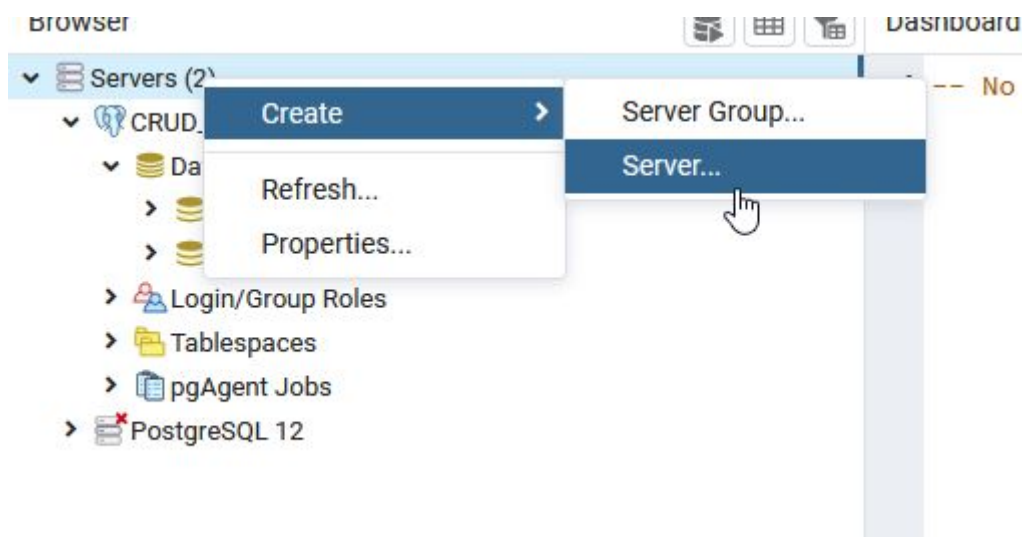 Browser
Dashboard
Servers (2)
-- No
Create
Server Group...
CRUD_
Server...
Da
Refresh...
Properties...
Login/Group Roles
Tablespaces
pgAgent Jobs
PostgreSQL 12